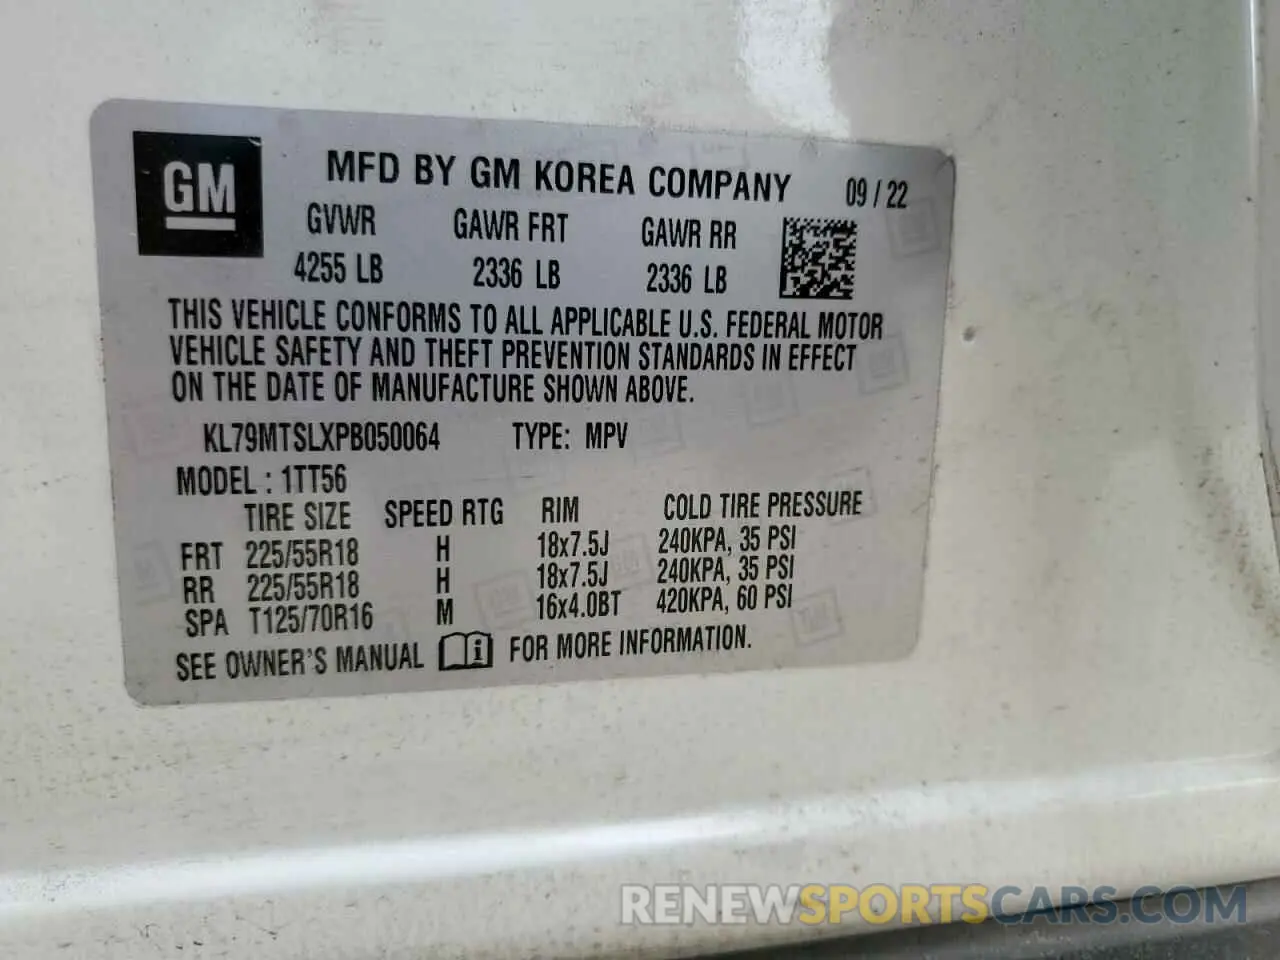 GM
MFD BY GM KOREA COMPANY 09 / 22
GVWR GAWR FRT GAWR RR
4255 LB 2336 LB 2336 LB
THIS VEHICLE CONFORMS TO ALL APPLICABLE U.S. FEDERAL MOTOR
VEHICLE SAFETY AND THEFT PREVENTION STANDARDS IN EFFECT
ON THE DATE OF MANUFACTURE SHOWN ABOVE.
KL79MTSLXPB050064 TYPE: MPV
MODEL : 1TT56
TIRE SIZE SPEED RTG RIM COLD TIRE PRESSURE
FRT 225/55R18 H 18x7.5J 240KPA, 35 PSI
RR 225/55R18 H 18x7.5J 240KPA, 35 PSI
SPA T125/70R16 M 16x4.0BT 420KPA, 60 PSI
SEE OWNER'S MANUAL FOR MORE INFORMATION.
RENEWSPORTSCARS.COM